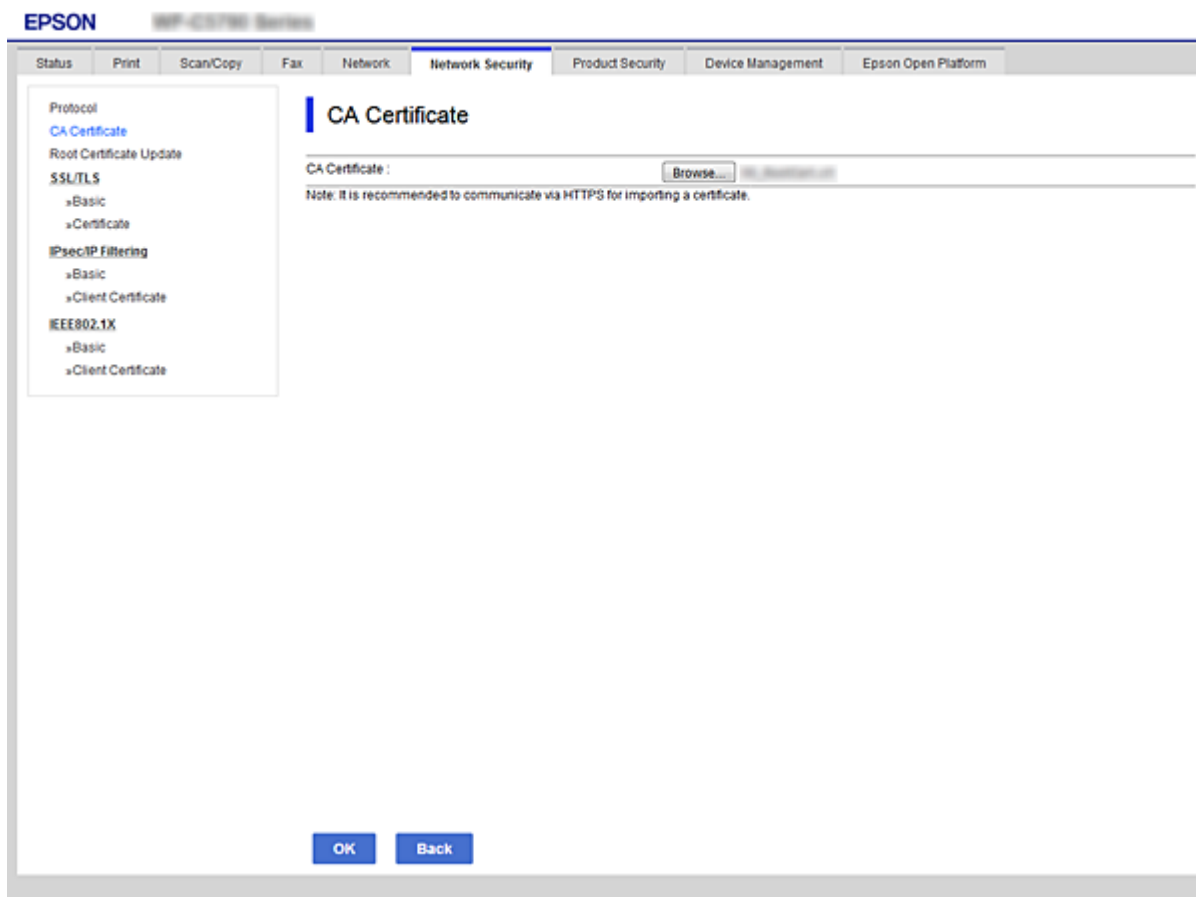 EPSON
Status Print Scan/Copy Fax Network Network Security Product Security Device Management Epson Open Platform
Protocol
CA Certificate
Root Certificate Update
SSL/TLS
»Basic
»Certificate
IPsec/IP Filtering
»Basic
»Client Certificate
IEEE802.1X
»Basic
»Client Certificate
CA Certificate
CA Certificate :
Browse...
Note: It is recommended to communicate via HTTPS for importing a certificate.
OK Back